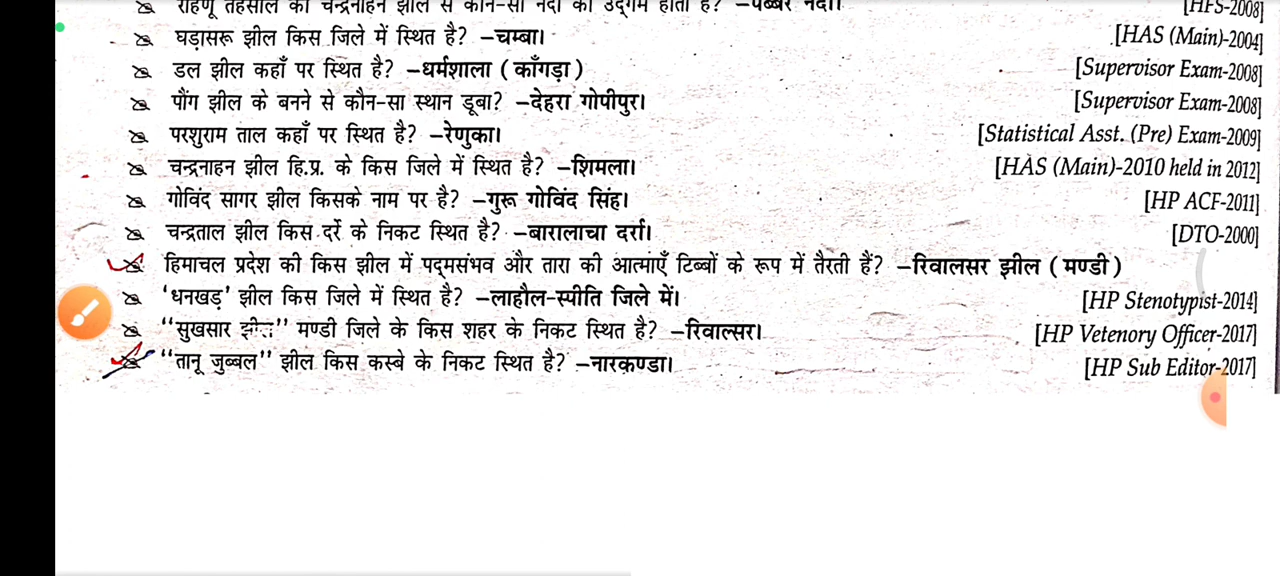 राहणू तहसील की चन्द्रनाहन झील से कौन-सी नदी का उद्गम होता है? –पब्बर नदी। [HFS-2008]
घड़ासरू झील किस जिले में स्थित है? –चम्बा। [HAS (Main)-2004]
डल झील कहाँ पर स्थित है? –धर्मशाला (काँगड़ा) [Supervisor Exam-2008]
पौंग झील के बनने से कौन-सा स्थान डूबा? –देहरा गोपीपुर। [Supervisor Exam-2008]
परशुराम ताल कहाँ पर स्थित है? –रेणुका। [Statistical Asst. (Pre) Exam-2009]
चन्द्रनाहन झील हि.प्र. के किस जिले में स्थित है? –शिमला। [HAS (Main)-2010 held in 2012]
गोविंद सागर झील किसके नाम पर है? –गुरू गोविंद सिंह। [HP ACF-2011]
चन्द्रताल झील किस दर्रे के निकट स्थित है? –बारालाचा दर्रा। [DTO-2000]
हिमाचल प्रदेश की किस झील में पद्मसंभव और तारा की आत्माएँ टिब्बों के रूप में तैरती हैं? –रिवालसर झील (मण्डी)
'धनखड़' झील किस जिले में स्थित है? –लाहौल-स्पीति जिले में। [HP Stenotypist-2014]
"सुखसार झील" मण्डी जिले के किस शहर के निकट स्थित है? –रिवाल्सर। [HP Vetenory Officer-2017]
"तानू जुब्बल" झील किस कस्बे के निकट स्थित है? –नारकण्डा। [HP Sub Editor-2017]